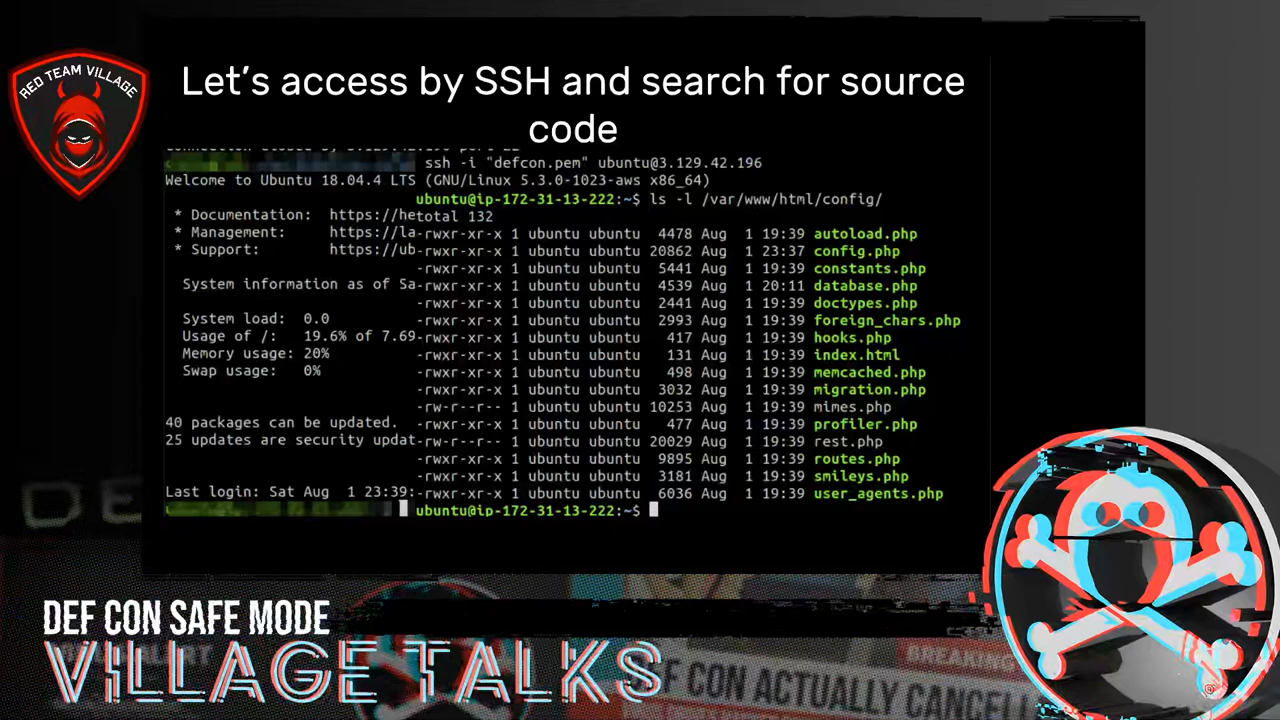 RED TEAM VILLAGE
Let's access by SSH and search for source
code
ssh -i "defcon.pem" ubuntu@3.129.42.196
Welcome to Ubuntu 18.04.4 LTS (GNU/Linux 5.3.0-1023-aws x86_64)
ubuntu@ip-172-31-13-222:~$ ls -l /var/www/html/config/
* Documentation: https://he
total 132
* Management: https://la
* Support: https://ub
System information as of Sa
System load: 0.0
Usage of /: 19.6% of 7.69
Memory usage: 20%
Swap usage: 0%
40 packages can be updated.
25 updates are security updat
Last login: Sat Aug 1 23:39:
-rwxr-xr-x 1 ubuntu ubuntu 4478 Aug 1 19:39 autoload.php
-rwxr-xr-x 1 ubuntu ubuntu 20862 Aug 1 23:37 config.php
-rwxr-xr-x 1 ubuntu ubuntu 5441 Aug 1 19:39 constants.php
-rwxr-xr-x 1 ubuntu ubuntu 4539 Aug 1 20:11 database.php
-rwxr-xr-x 1 ubuntu ubuntu 2441 Aug 1 19:39 doctypes.php
-rwxr-xr-x 1 ubuntu ubuntu 2993 Aug 1 19:39 foreign_chars.php
-rwxr-xr-x 1 ubuntu ubuntu 417 Aug 1 19:39 hooks.php
-rwxr-xr-x 1 ubuntu ubuntu 131 Aug 1 19:39 index.html
-rwxr-xr-x 1 ubuntu ubuntu 498 Aug 1 19:39 memcached.php
-rwxr-xr-x 1 ubuntu ubuntu 3032 Aug 1 19:39 migration.php
-rw-r--r-- 1 ubuntu ubuntu 10253 Aug 1 19:39 mimes.php
-rwxr-xr-x 1 ubuntu ubuntu 477 Aug 1 19:39 profiler.php
-rw-r--r-- 1 ubuntu ubuntu 20029 Aug 1 19:39 rest.php
-rwxr-xr-x 1 ubuntu ubuntu 9895 Aug 1 19:39 routes.php
-rwxr-xr-x 1 ubuntu ubuntu 3181 Aug 1 19:39 smileys.php
-rwxr-xr-x 1 ubuntu ubuntu 6036 Aug 1 19:39 user_agents.php
ubuntu@ip-172-31-13-222:~$
DEF CON SAFE MODE
VILLAGE TALKS
BREAKING
DEF CON ACTUALLY CANCELL